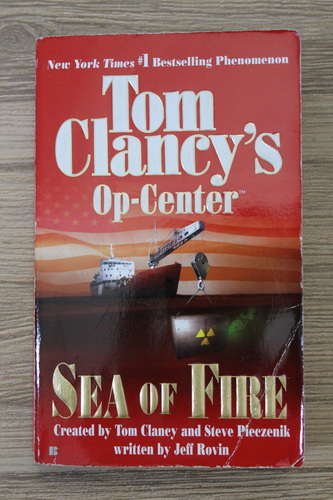 New York Times #1 Bestselling Phenomenon
Tom
Clancy's
Op-Center™
SEA OF FIRE
Created by Tom Clancy and Steve Pieczenik
written by Jeff Rovin
B